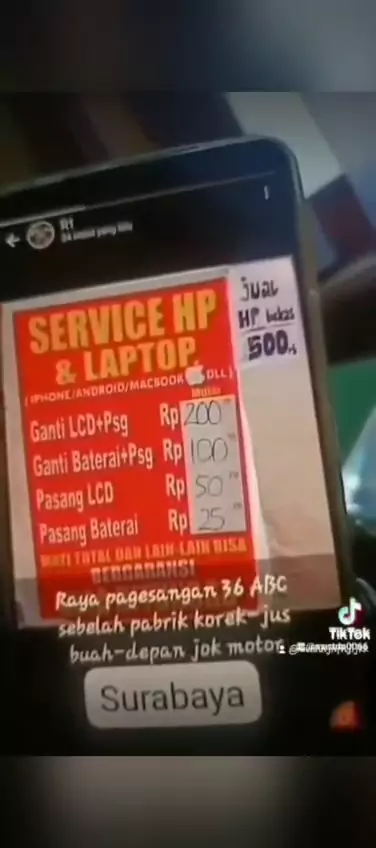 SERVICE HP
& LAPTOP
(IPHONE/ANDROID/MACBOOK DLL)
Jual
HP bekas
500
Ganti LCD+Psg Rp 200
Ganti Baterai+Psg Rp 100
Pasang LCD Rp 50
Pasang Baterai Rp 25
MATI TOTAL DAN LAIN-LAIN BISA
BERGARANSI
Raya pagesangan 36 ABC
sebelah pabrik korek-jus
buah-depan jok motor
Surabaya
TikTok